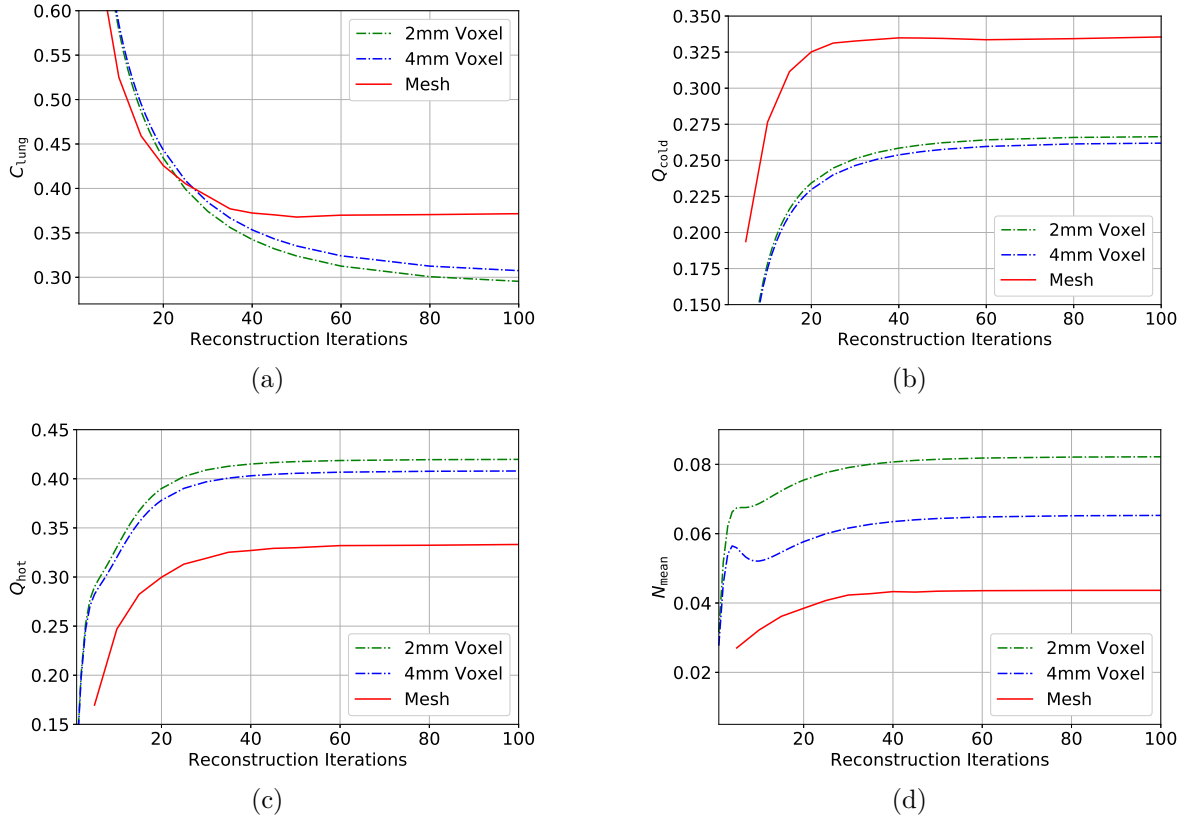 0.60
0.50
0.45
0.40
0.35
0.30
C_lung
20
40
60
80
100
Reconstruction Iterations
2mm Voxel
4mm Voxel
Mesh
(a)
0.350
0.325
0.300
0.275
0.250
0.225
0.200
0.175
0.150
Q_cold
20
40
60
80
100
Reconstruction Iterations
2mm Voxel
4mm Voxel
Mesh
(b)
0.45
0.40
0.35
0.30
0.25
0.20
0.15
Q_hot
20
40
60
80
100
Reconstruction Iterations
2mm Voxel
4mm Voxel
Mesh
(c)
0.08
0.06
0.04
0.02
N_mean
20
40
60
80
100
Reconstruction Iterations
2mm Voxel
4mm Voxel
Mesh
(d)